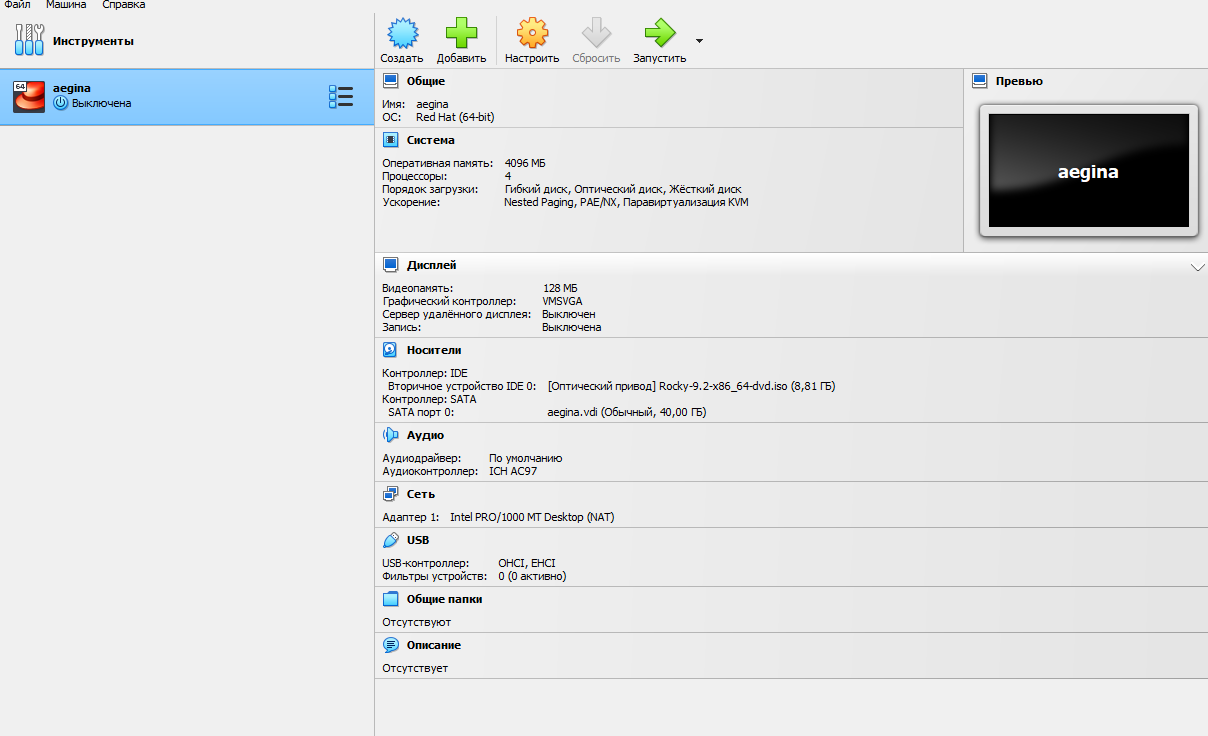 Файл Машина Справка
Инструменты
Создать Добавить Настроить Сбросить Запустить
64 aegina
Выключена
Общие
Имя: aegina
ОС: Red Hat (64-bit)
Превью
aegina
Система
Оперативная память: 4096 МБ
Процессоры: 4
Порядок загрузки: Гибкий диск, Оптический диск, Жёсткий диск
Ускорение: Nested Paging, PAE/NX, Паравиртуализация KVM
Дисплей
Видеопамять: 128 МБ
Графический контроллер: VMSVGA
Сервер удалённого дисплея: Выключен
Запись: Выключена
Носители
Контроллер: IDE
Вторичное устройство IDE 0: [Оптический привод] Rocky-9.2-x86_64-dvd.iso (8,81 ГБ)
Контроллер: SATA
SATA порт 0: aegina.vdi (Обычный, 40,00 ГБ)
Аудио
Аудиодрайвер: По умолчанию
Аудиоконтроллер: ICH AC97
Сеть
Адаптер 1: Intel PRO/1000 MT Desktop (NAT)
USB
USB-контроллер: OHCI, EHCI
Фильтры устройств: 0 (0 активно)
Общие папки
Отсутствуют
Описание
Отсутствует